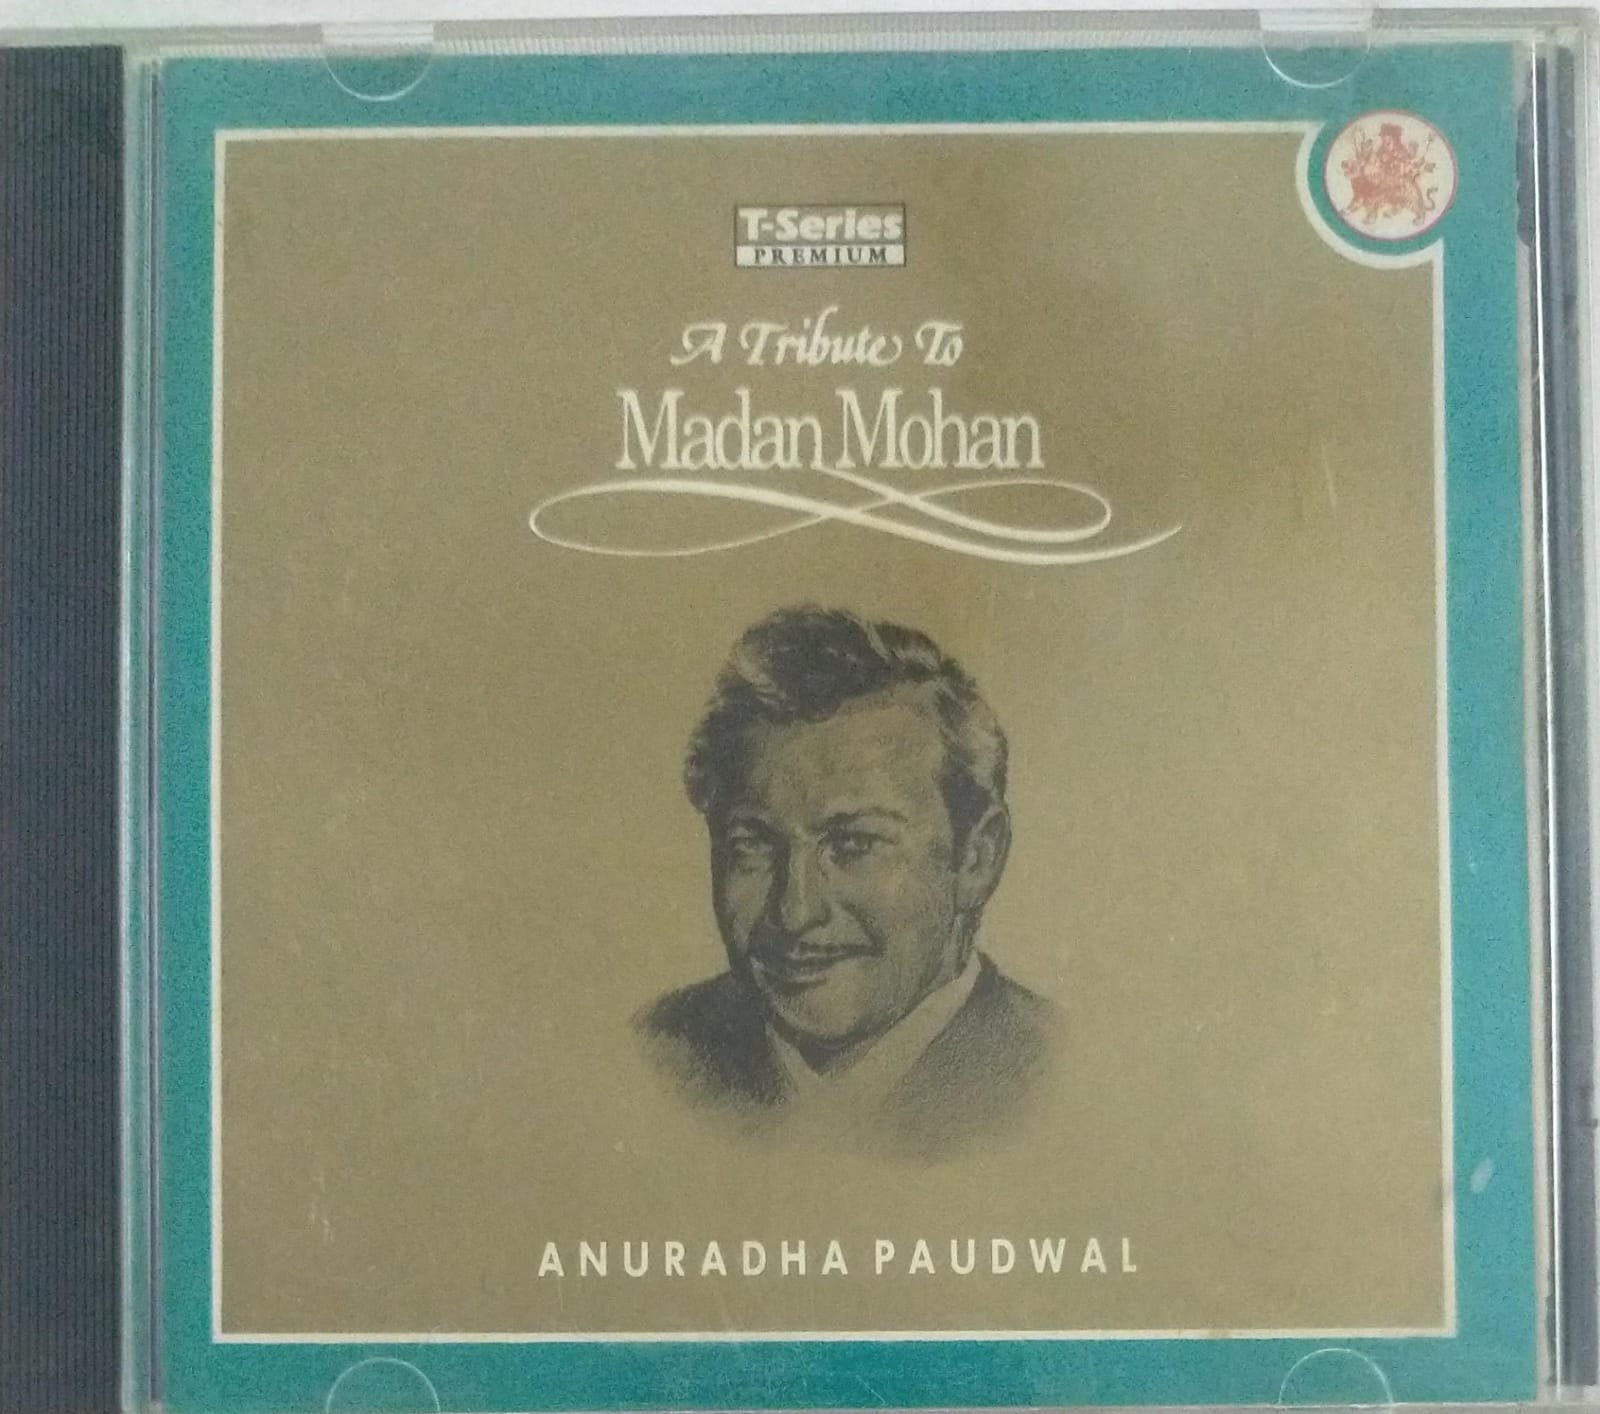 T-Series
PREMIUM
A Tribute To
Madan Mohan
ANURADHA PAUDWAL